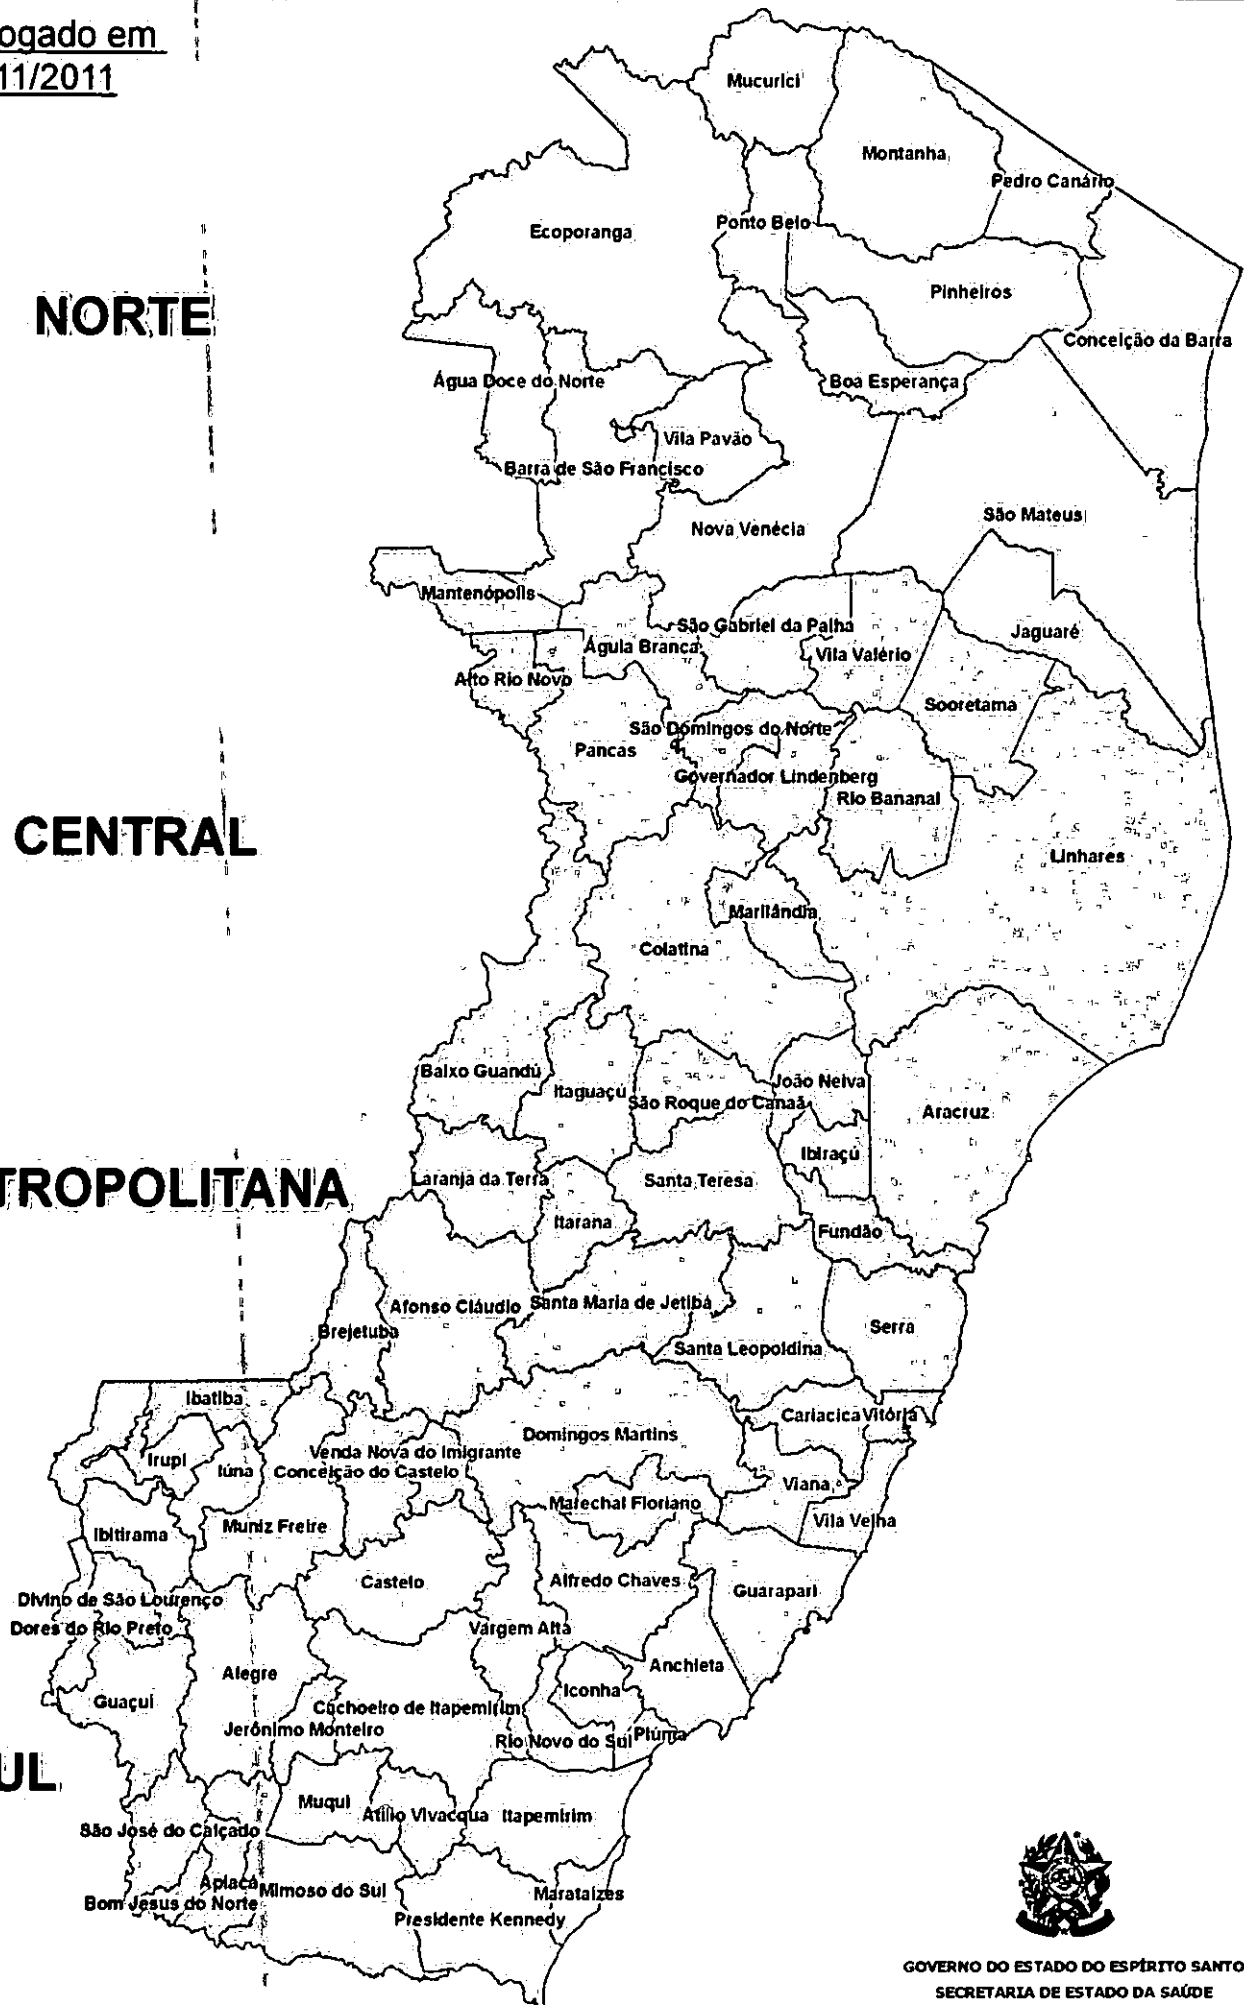 ogado em
11/2011
Mucurici
Montanha
Pedro Canário
Ponto Belo
Ecoporanga
Pinheiros
NORTE
Conceição da Barra
Água Doce do Norte
Boa Esperança
Vila Pavão
Barra de São Francisco
São Mateus
Nova Venécia
Mantenópolis
São Gabriel da Palha
Jaguaré
Águia Branca
Vila Valério
Alto Rio Novo
Sooretama
São Domingos do Norte
Pancas
Governador Lindenberg
Rio Bananal
CENTRAL
Linhares
Marilândia
Colatina
Baixo Guandú
João Neiva
Itaguaçú
São Roque do Canaã
Aracruz
Ibiraçú
TROPOLITANA
Laranja da Terra
Santa Teresa
Itarana
Fundão
Afonso Cláudio
Santa Maria de Jetibá
Brejetuba
Serra
Santa Leopoldina
Ibatiba
Cariacica
Vitória
Domingos Martins
Venda Nova do Imigrante
Irupi
Iúna
Conceição do Castelo
Viana
Marechal Floriano
Vila Velha
Ibitirama
Muniz Freire
Castelo
Alfredo Chaves
Guarapari
Divino de São Lourenço
Dores do Rio Preto
Vargem Alta
Anchieta
Alegre
Iconha
Guaçuí
Cachoeiro de Itapemirim
Jerônimo Monteiro
Rio Novo do Sul
Piúma
UL
Muqui
Atílio Vivacqua
Itapemirim
São José do Calçado
Apiacá
Mimoso do Sul
Bom Jesus do Norte
Marataízes
Presidente Kennedy
GOVERNO DO ESTADO DO ESPÍRITO SANTO
SECRETARIA DE ESTADO DA SAÚDE